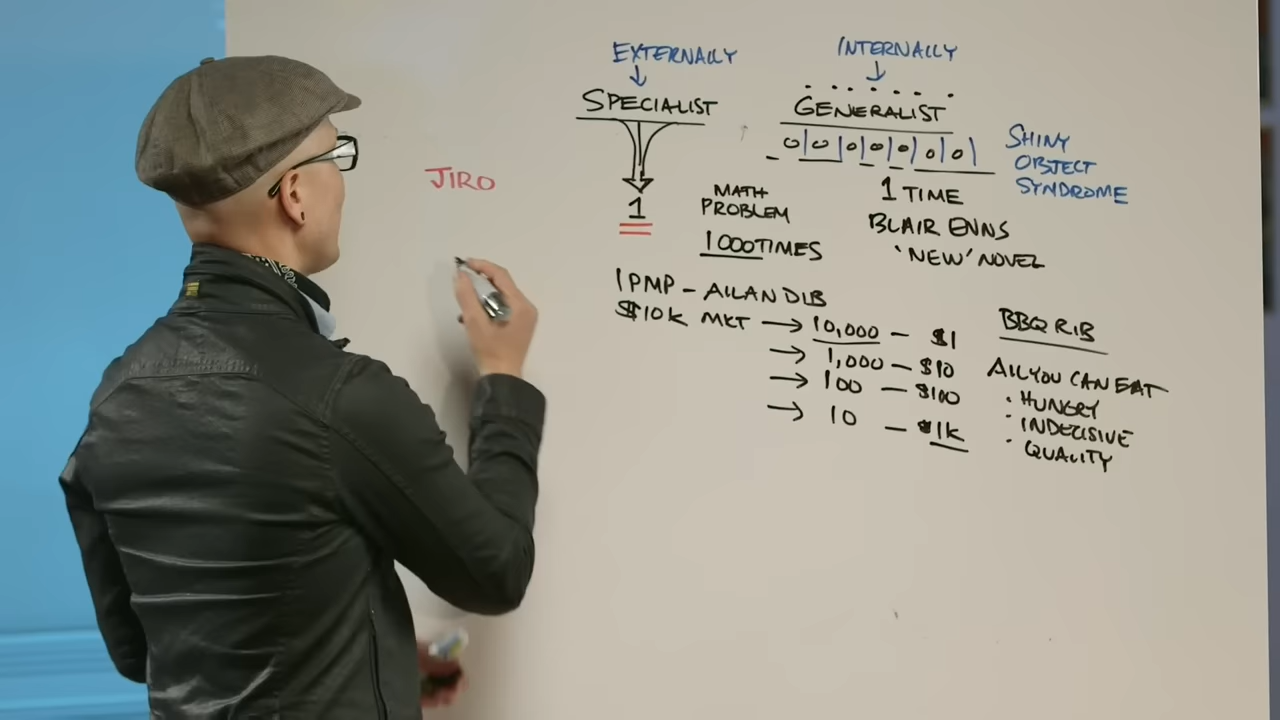 EXTERNALLY
SPECIALIST
1
INTERNALLY
GENERALIST
SHINY
OBJECT
SYNDROME
JIRO
MATH
PROBLEM
1000 TIMES
1 TIME
BLAIR ENNS
'NEW' NOVEL
1 PMP - ALLAN DIB
$10K MKT → 10,000 - $1
→ 1,000 - $10
→ 100 - $100
→ 10 - $1K
BBQ RIB
ALL YOU CAN EAT
· HUNGRY
· INDECISIVE
· QUALITY